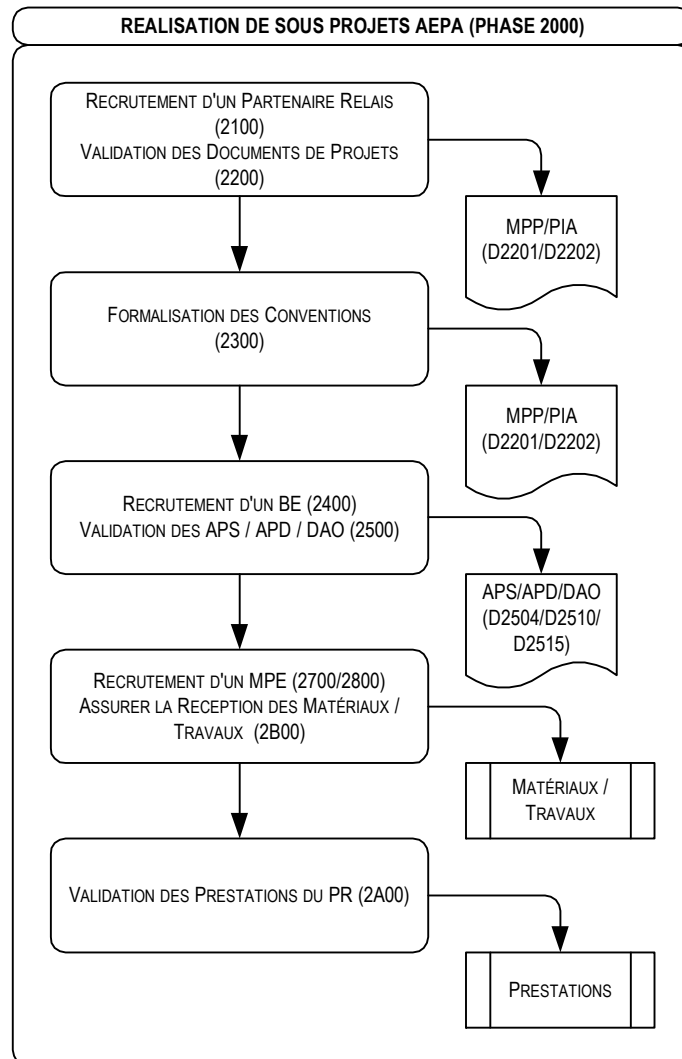 REALISATION DE SOUS PROJETS AEPA (PHASE 2000)
RECRUTEMENT D'UN PARTENAIRE RELAIS
(2100)
VALIDATION DES DOCUMENTS DE PROJETS
(2200)
MPP/PIA
(D2201/D2202)
FORMALISATION DES CONVENTIONS
(2300)
MPP/PIA
(D2201/D2202)
RECRUTEMENT D'UN BE (2400)
VALIDATION DES APS / APD / DAO (2500)
APS/APD/DAO
(D2504/D2510/
D2515)
RECRUTEMENT D'UN MPE (2700/2800)
ASSURER LA RECEPTION DES MATÉRIAUX /
TRAVAUX (2B00)
MATÉRIAUX /
TRAVAUX
VALIDATION DES PRESTATIONS DU PR (2A00)
PRESTATIONS